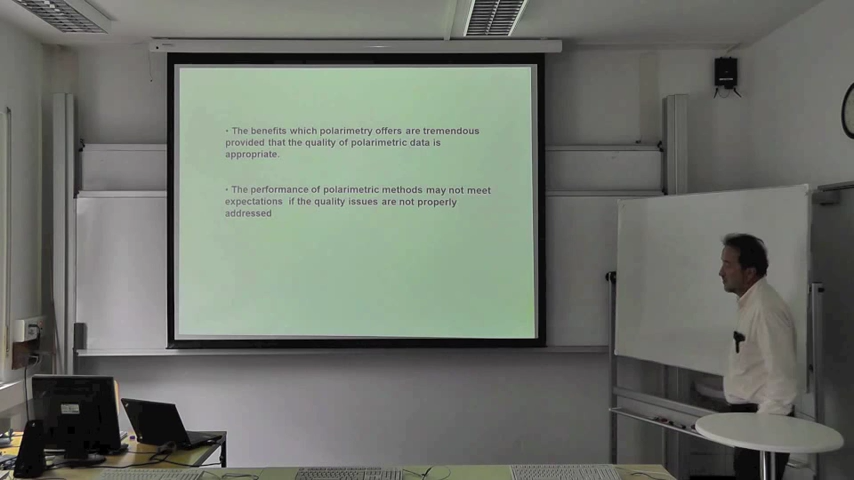 • The benefits which polarimetry offers are tremendous
provided that the quality of polarimetric data is
appropriate.
• The performance of polarimetric methods may not meet
expectations if the quality issues are not properly
addressed